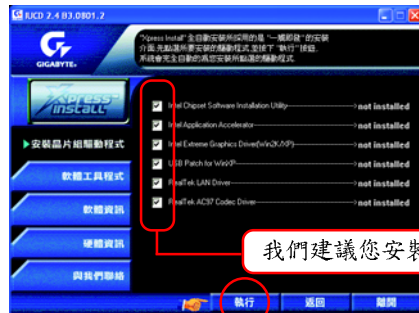 IUCD 2.4 B3.0801.2
GIGABYTE
"Xpress Install"全自動安裝所採用的是 "一觸即發" 的安裝
介面,先點選所要安裝的驅動程式,並按下 "執行" 按鈕,
系統會完全自動的為您安裝所點選的驅動程式.
Xpress
INSTALL
Intel Chipset Software Installation Utility not installed
Intel Application Accelerator not installed
Intel Extreme Graphics Driver(Win2K/XP) not installed
USB Patch for WinXP not installed
RealTek LAN Driver not installed
RealTek AC97 Codec Driver not installed
安裝晶片組驅動程式
軟體工具程式
軟體資訊
硬體資訊
與我們聯絡
我們建議您安裝
執行
返回
離開